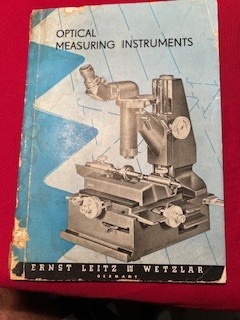 OPTICAL
MEASURING INSTRUMENTS
ERNST LEITZ WETZLAR
GERMANY